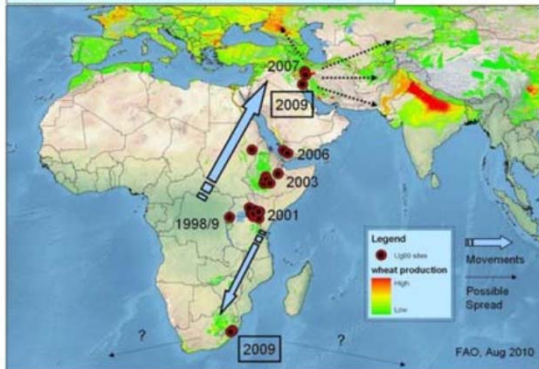 2007
2009
2006
2003
1998/9
2001
Legend
Ug99 sites
wheat production
High
Low
Movements
Possible
Spread
?
?
2009
FAO, Aug 2010